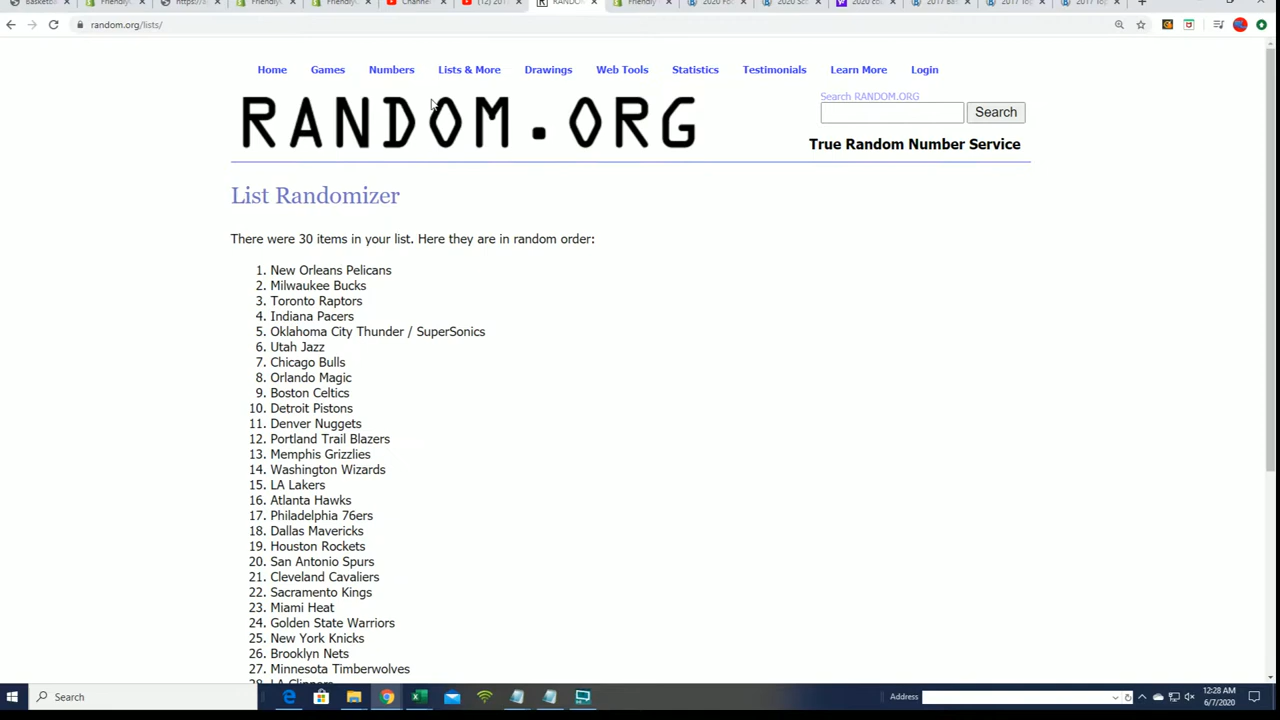 random.org/lists/
Home Games Numbers Lists & More Drawings Web Tools Statistics Testimonials Learn More Login
RANDOM.ORG
Search RANDOM.ORG
Search
True Random Number Service
List Randomizer
There were 30 items in your list. Here they are in random order:
1. New Orleans Pelicans
2. Milwaukee Bucks
3. Toronto Raptors
4. Indiana Pacers
5. Oklahoma City Thunder / SuperSonics
6. Utah Jazz
7. Chicago Bulls
8. Orlando Magic
9. Boston Celtics
10. Detroit Pistons
11. Denver Nuggets
12. Portland Trail Blazers
13. Memphis Grizzlies
14. Washington Wizards
15. LA Lakers
16. Atlanta Hawks
17. Philadelphia 76ers
18. Dallas Mavericks
19. Houston Rockets
20. San Antonio Spurs
21. Cleveland Cavaliers
22. Sacramento Kings
23. Miami Heat
24. Golden State Warriors
25. New York Knicks
26. Brooklyn Nets
27. Minnesota Timberwolves
28. LA Clippers
Search
Address
12:28 AM
6/7/2020